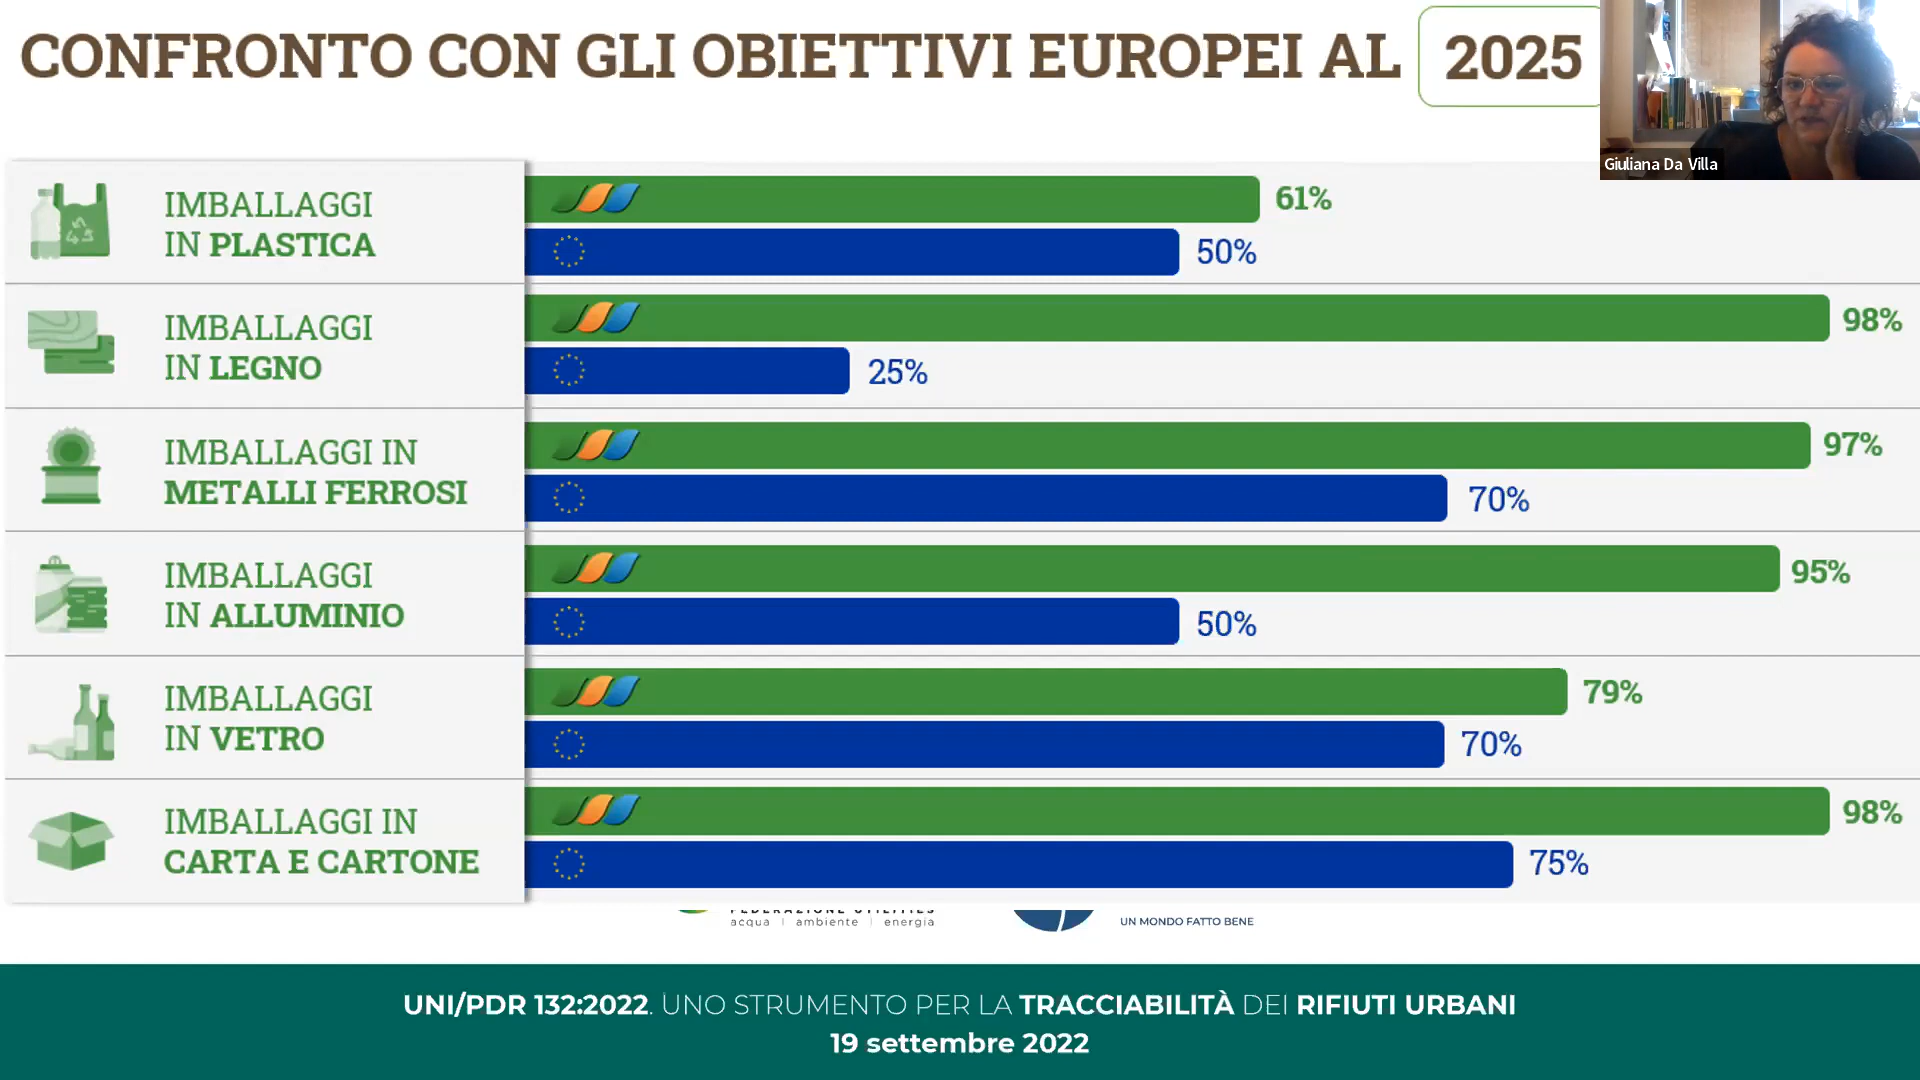 CONFRONTO CON GLI OBIETTIVI EUROPEI AL 2025
Giuliana Da Villa
IMBALLAGGI
IN PLASTICA
61%
50%
IMBALLAGGI
IN LEGNO
98%
25%
IMBALLAGGI IN
METALLI FERROSI
97%
70%
IMBALLAGGI
IN ALLUMINIO
95%
50%
IMBALLAGGI
IN VETRO
79%
70%
IMBALLAGGI IN
CARTA E CARTONE
98%
75%
FEDERAZIONE UTILITIES
acqua | ambiente | energia
UN MONDO FATTO BENE
UNI/PDR 132:2022. UNO STRUMENTO PER LA TRACCIABILITÀ DEI RIFIUTI URBANI
19 settembre 2022